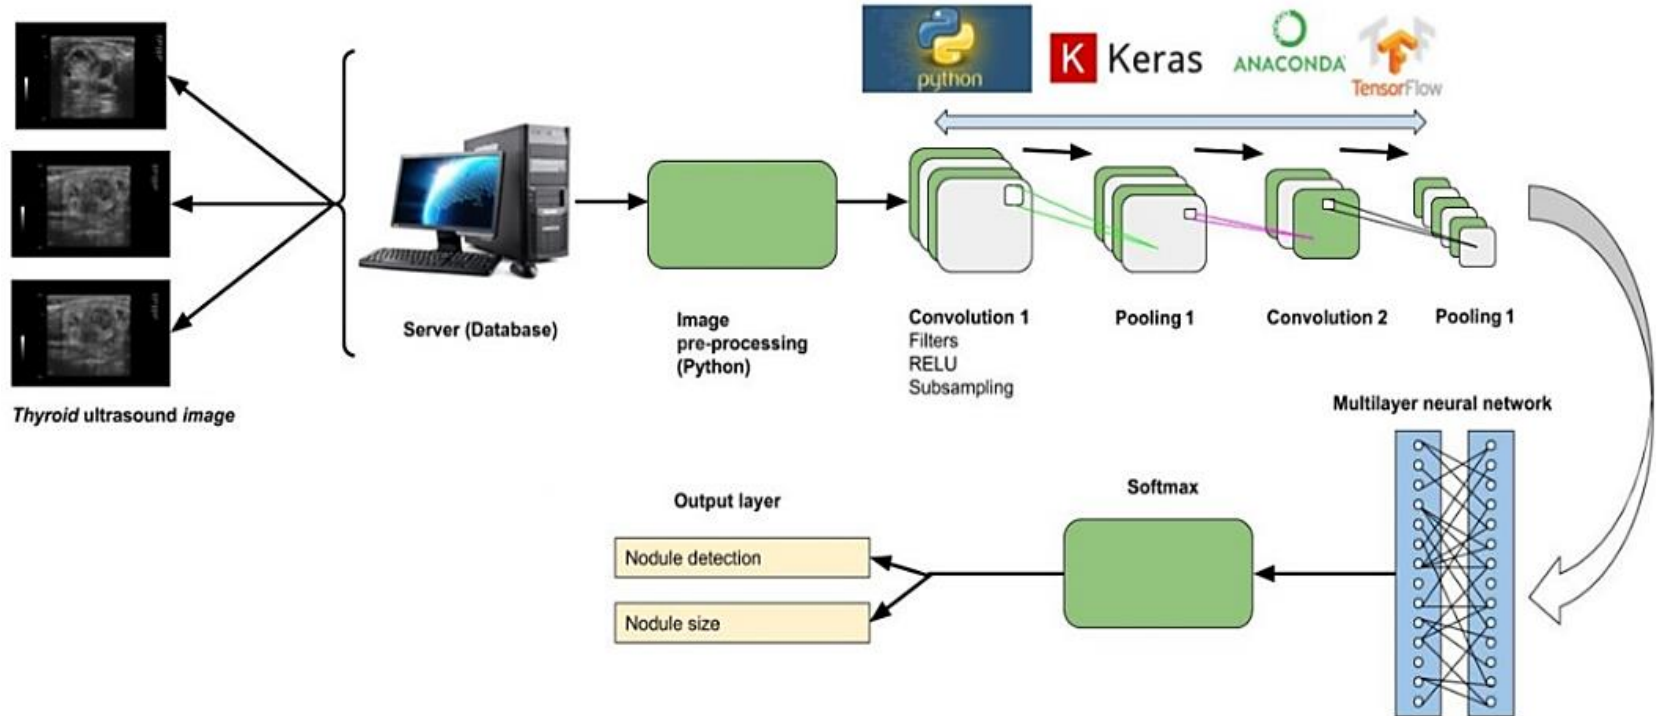 python
K Keras
ANACONDA
TensorFlow
Server (Database)
Image
pre-processing
(Python)
Convolution 1
Filters
RELU
Subsampling
Pooling 1
Convolution 2
Pooling 1
Thyroid ultrasound image
Multilayer neural network
Softmax
Output layer
Nodule detection
Nodule size